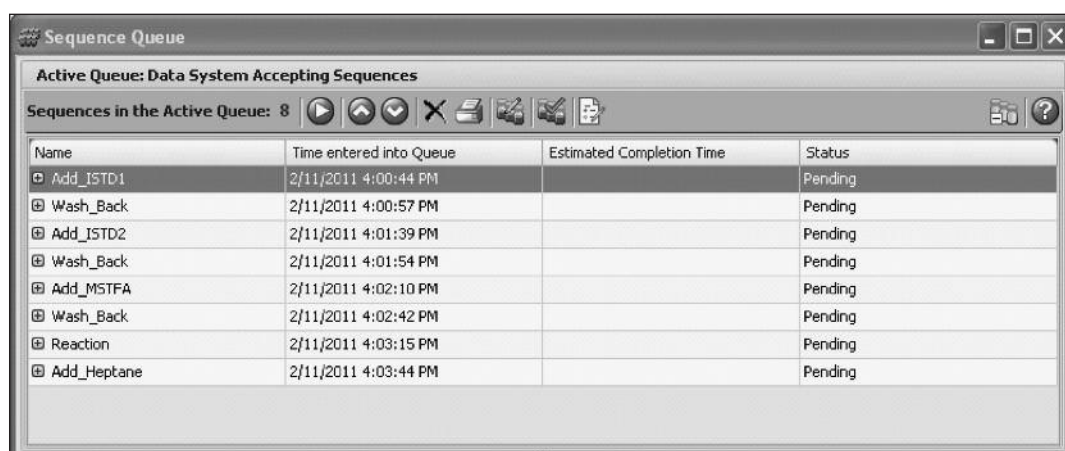 Sequence Queue
Active Queue: Data System Accepting Sequences
Sequences in the Active Queue: 8
Name Time entered into Queue Estimated Completion Time Status
Add_ISTD1 2/11/2011 4:00:44 PM Pending
Wash_Back 2/11/2011 4:00:57 PM Pending
Add_ISTD2 2/11/2011 4:01:39 PM Pending
Wash_Back 2/11/2011 4:01:54 PM Pending
Add_MSTFA 2/11/2011 4:02:10 PM Pending
Wash_Back 2/11/2011 4:02:42 PM Pending
Reaction 2/11/2011 4:03:15 PM Pending
Add_Heptane 2/11/2011 4:03:44 PM Pending